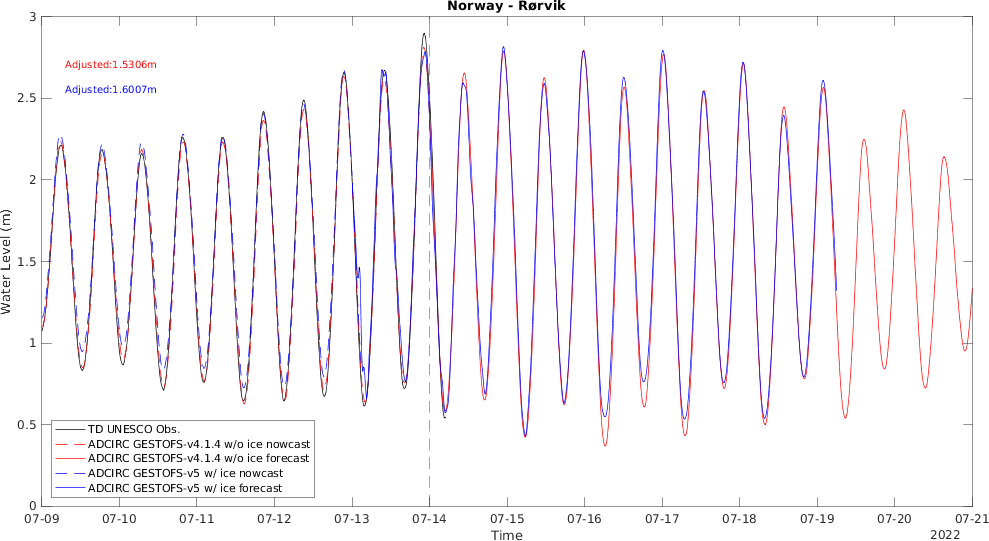 Norway - Rørvik
Adjusted:1.5306m
Adjusted:1.6007m
Water Level (m)
3
2.5
2
1.5
1
0.5
0
TD UNESCO Obs.
ADCIRC GESTOFS-v4.1.4 w/o ice nowcast
ADCIRC GESTOFS-v4.1.4 w/o ice forecast
ADCIRC GESTOFS-v5 w/ ice nowcast
ADCIRC GESTOFS-v5 w/ ice forecast
07-09 07-10 07-11 07-12 07-13 07-14 07-15 07-16 07-17 07-18 07-19 07-20 07-21
Time
2022